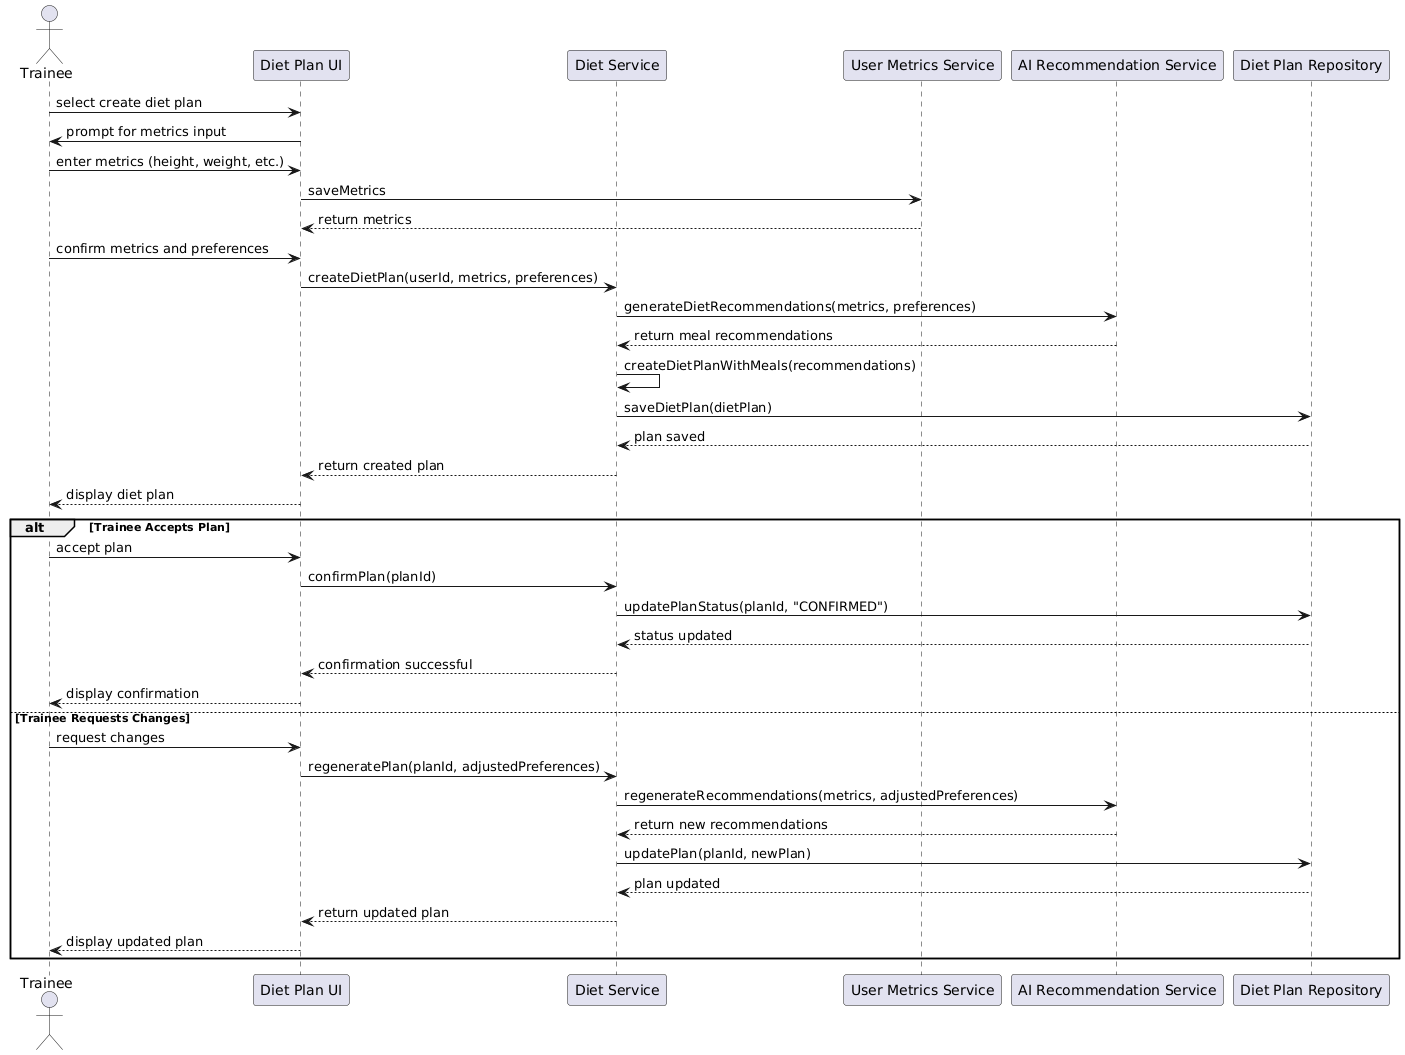 Trainee
Diet Plan UI
Diet Service
User Metrics Service
AI Recommendation Service
Diet Plan Repository
select create diet plan
prompt for metrics input
enter metrics (height, weight, etc.)
saveMetrics
return metrics
confirm metrics and preferences
createDietPlan(userId, metrics, preferences)
generateDietRecommendations(metrics, preferences)
return meal recommendations
createDietPlanWithMeals(recommendations)
saveDietPlan(dietPlan)
plan saved
return created plan
display diet plan
alt [Trainee Accepts Plan]
accept plan
confirmPlan(planId)
updatePlanStatus(planId, "CONFIRMED")
status updated
confirmation successful
display confirmation
[Trainee Requests Changes]
request changes
regeneratePlan(planId, adjustedPreferences)
regenerateRecommendations(metrics, adjustedPreferences)
return new recommendations
updatePlan(planId, newPlan)
plan updated
return updated plan
display updated plan
Trainee
Diet Plan UI
Diet Service
User Metrics Service
AI Recommendation Service
Diet Plan Repository